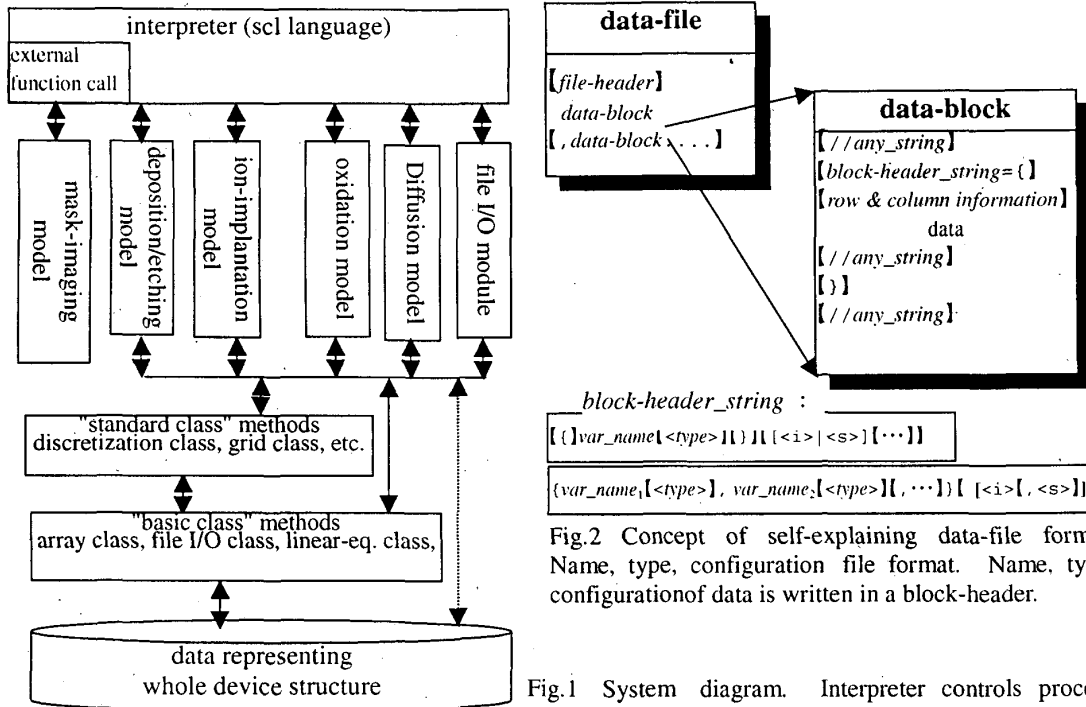 interpreter (scl language)
external
function call
mask-imaging
model
deposition/etching
model
ion-implantation
model
oxidation model
Diffusion model
file I/O module
"standard class" methods
discretization class, grid class, etc.
"basic class" methods
array class, file I/O class, linear-eq. class,
data representing
whole device structure
data-file
【file-header】
data-block
【,data-block....】
data-block
【//any_string】
【block-header_string={】
【row & column information】
data
【//any_string】
【}】
【//any_string】
block-header_string :
【{】var_name【<type>】【}】【[<i>|<s>]【···】】
{var_name₁【<type>】, var_name₂【<type>】【,···】}【 [<i>【,<s>】]
Fig.2 Concept of self-explaining data-file form
Name, type, configuration file format. Name, ty
configurationof data is written in a block-header.
Fig.1 System diagram. Interpreter controls proce